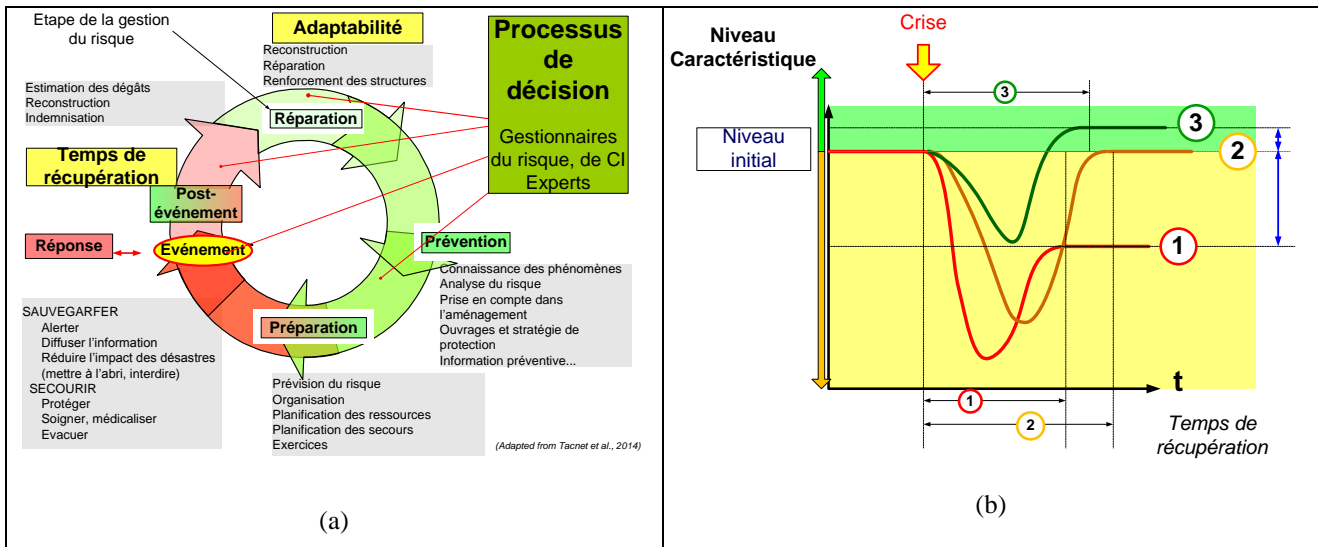 Etape de la gestion
du risque
Adaptabilité
Reconstruction
Réparation
Renforcement des structures
Processus
de
décision
Gestionnaires
du risque, de CI
Experts
Estimation des dégâts
Reconstruction
Indemnisation
Réparation
Temps de
récupération
Post-
événement
Réponse
Evénement
Prévention
Connaissance des phénomènes
Analyse du risque
Prise en compte dans
l'aménagement
Ouvrages et stratégie de
protection
Information préventive...
SAUVEGARFER
Alerter
Diffuser l'information
Réduire l'impact des désastres
(mettre à l'abri, interdire)
SECOURIR
Protéger
Soigner, médicaliser
Evacuer
Préparation
Prévision du risque
Organisation
Planification des ressources
Planification des secours
Exercices
(Adapted from Tacnet et al., 2014)
(a)
Crise
Niveau
Caractéristique
3
Niveau
initial
3
2
1
t
1
2
Temps de
récupération
(b)